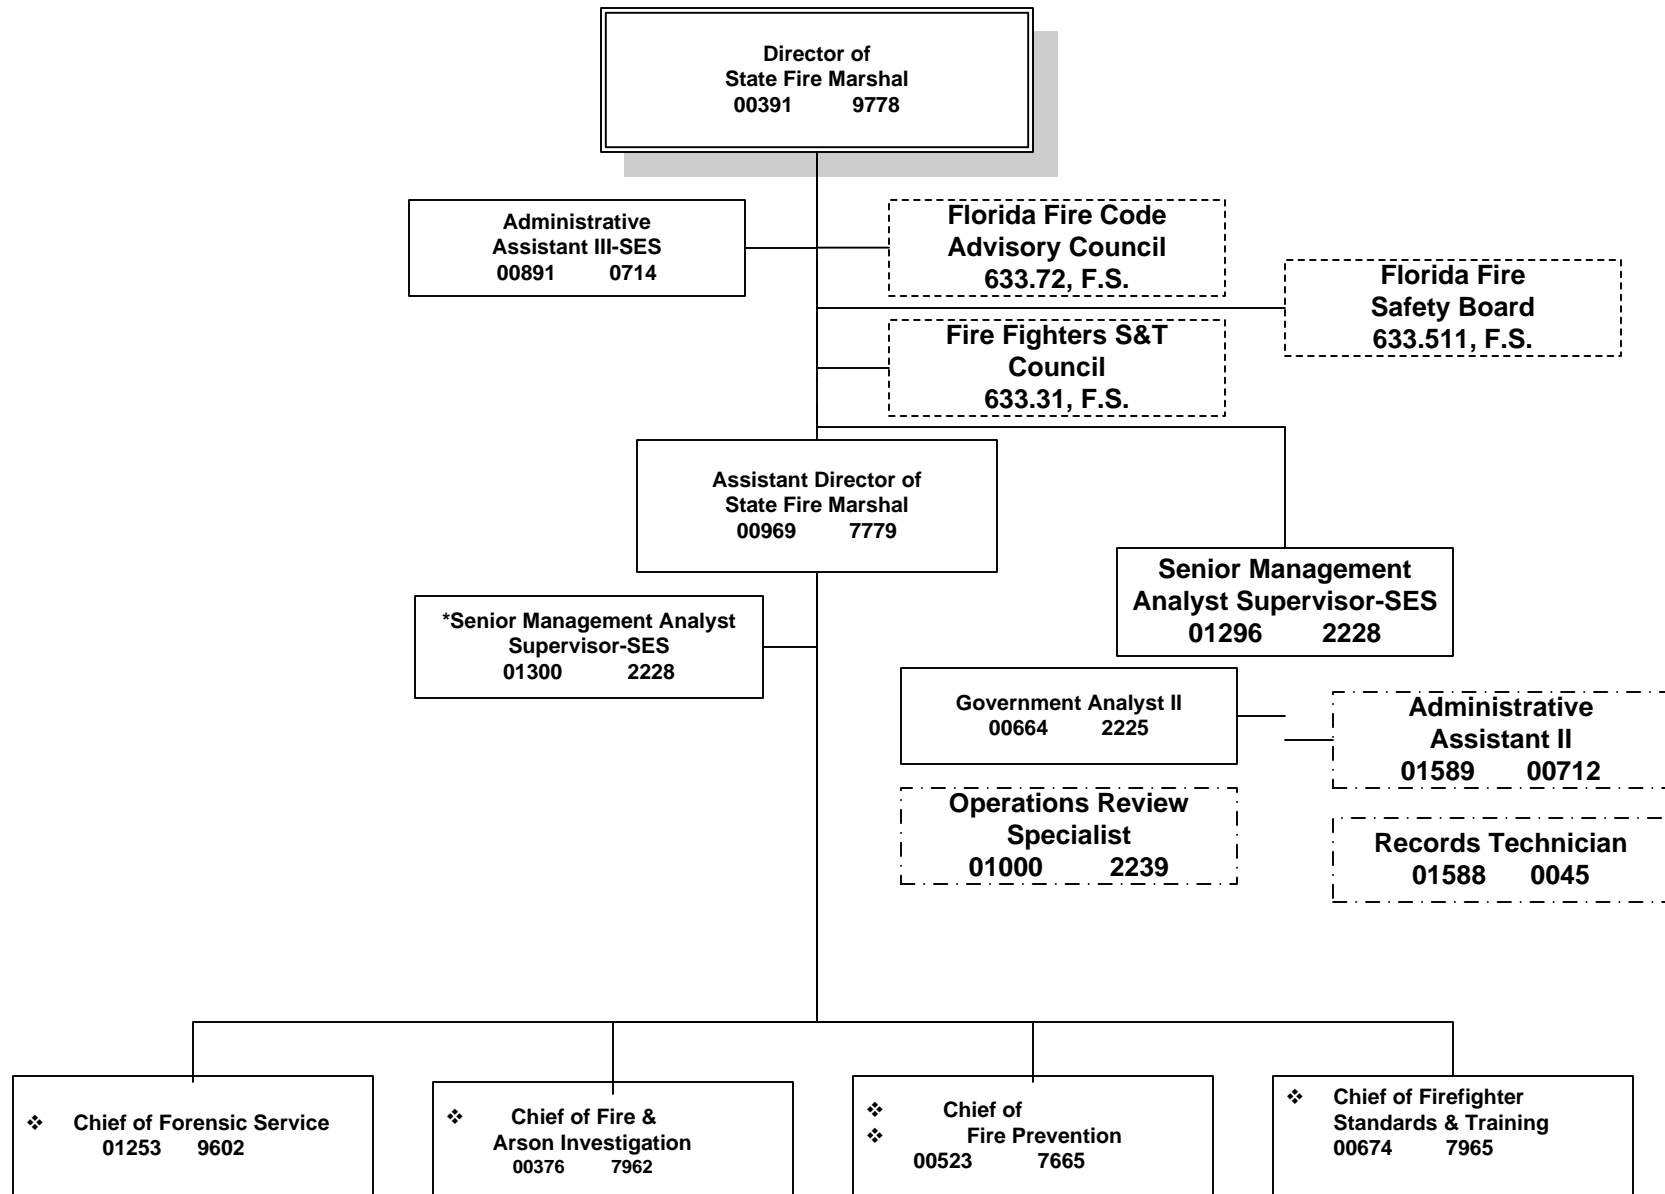 Director of
State Fire Marshal
00391 9778
Administrative
Assistant III-SES
00891 0714
Florida Fire Code
Advisory Council
633.72, F.S.
Florida Fire
Safety Board
633.511, F.S.
Fire Fighters S&T
Council
633.31, F.S.
Assistant Director of
State Fire Marshal
00969 7779
Senior Management
Analyst Supervisor-SES
01296 2228
*Senior Management Analyst
Supervisor-SES
01300 2228
Government Analyst II
00664 2225
Administrative
Assistant II
01589 00712
Operations Review
Specialist
01000 2239
Records Technician
01588 0045
❖ Chief of Forensic Service
01253 9602
❖ Chief of Fire &
Arson Investigation
00376 7962
❖ Chief of
❖ Fire Prevention
00523 7665
❖ Chief of Firefighter
Standards & Training
00674 7965